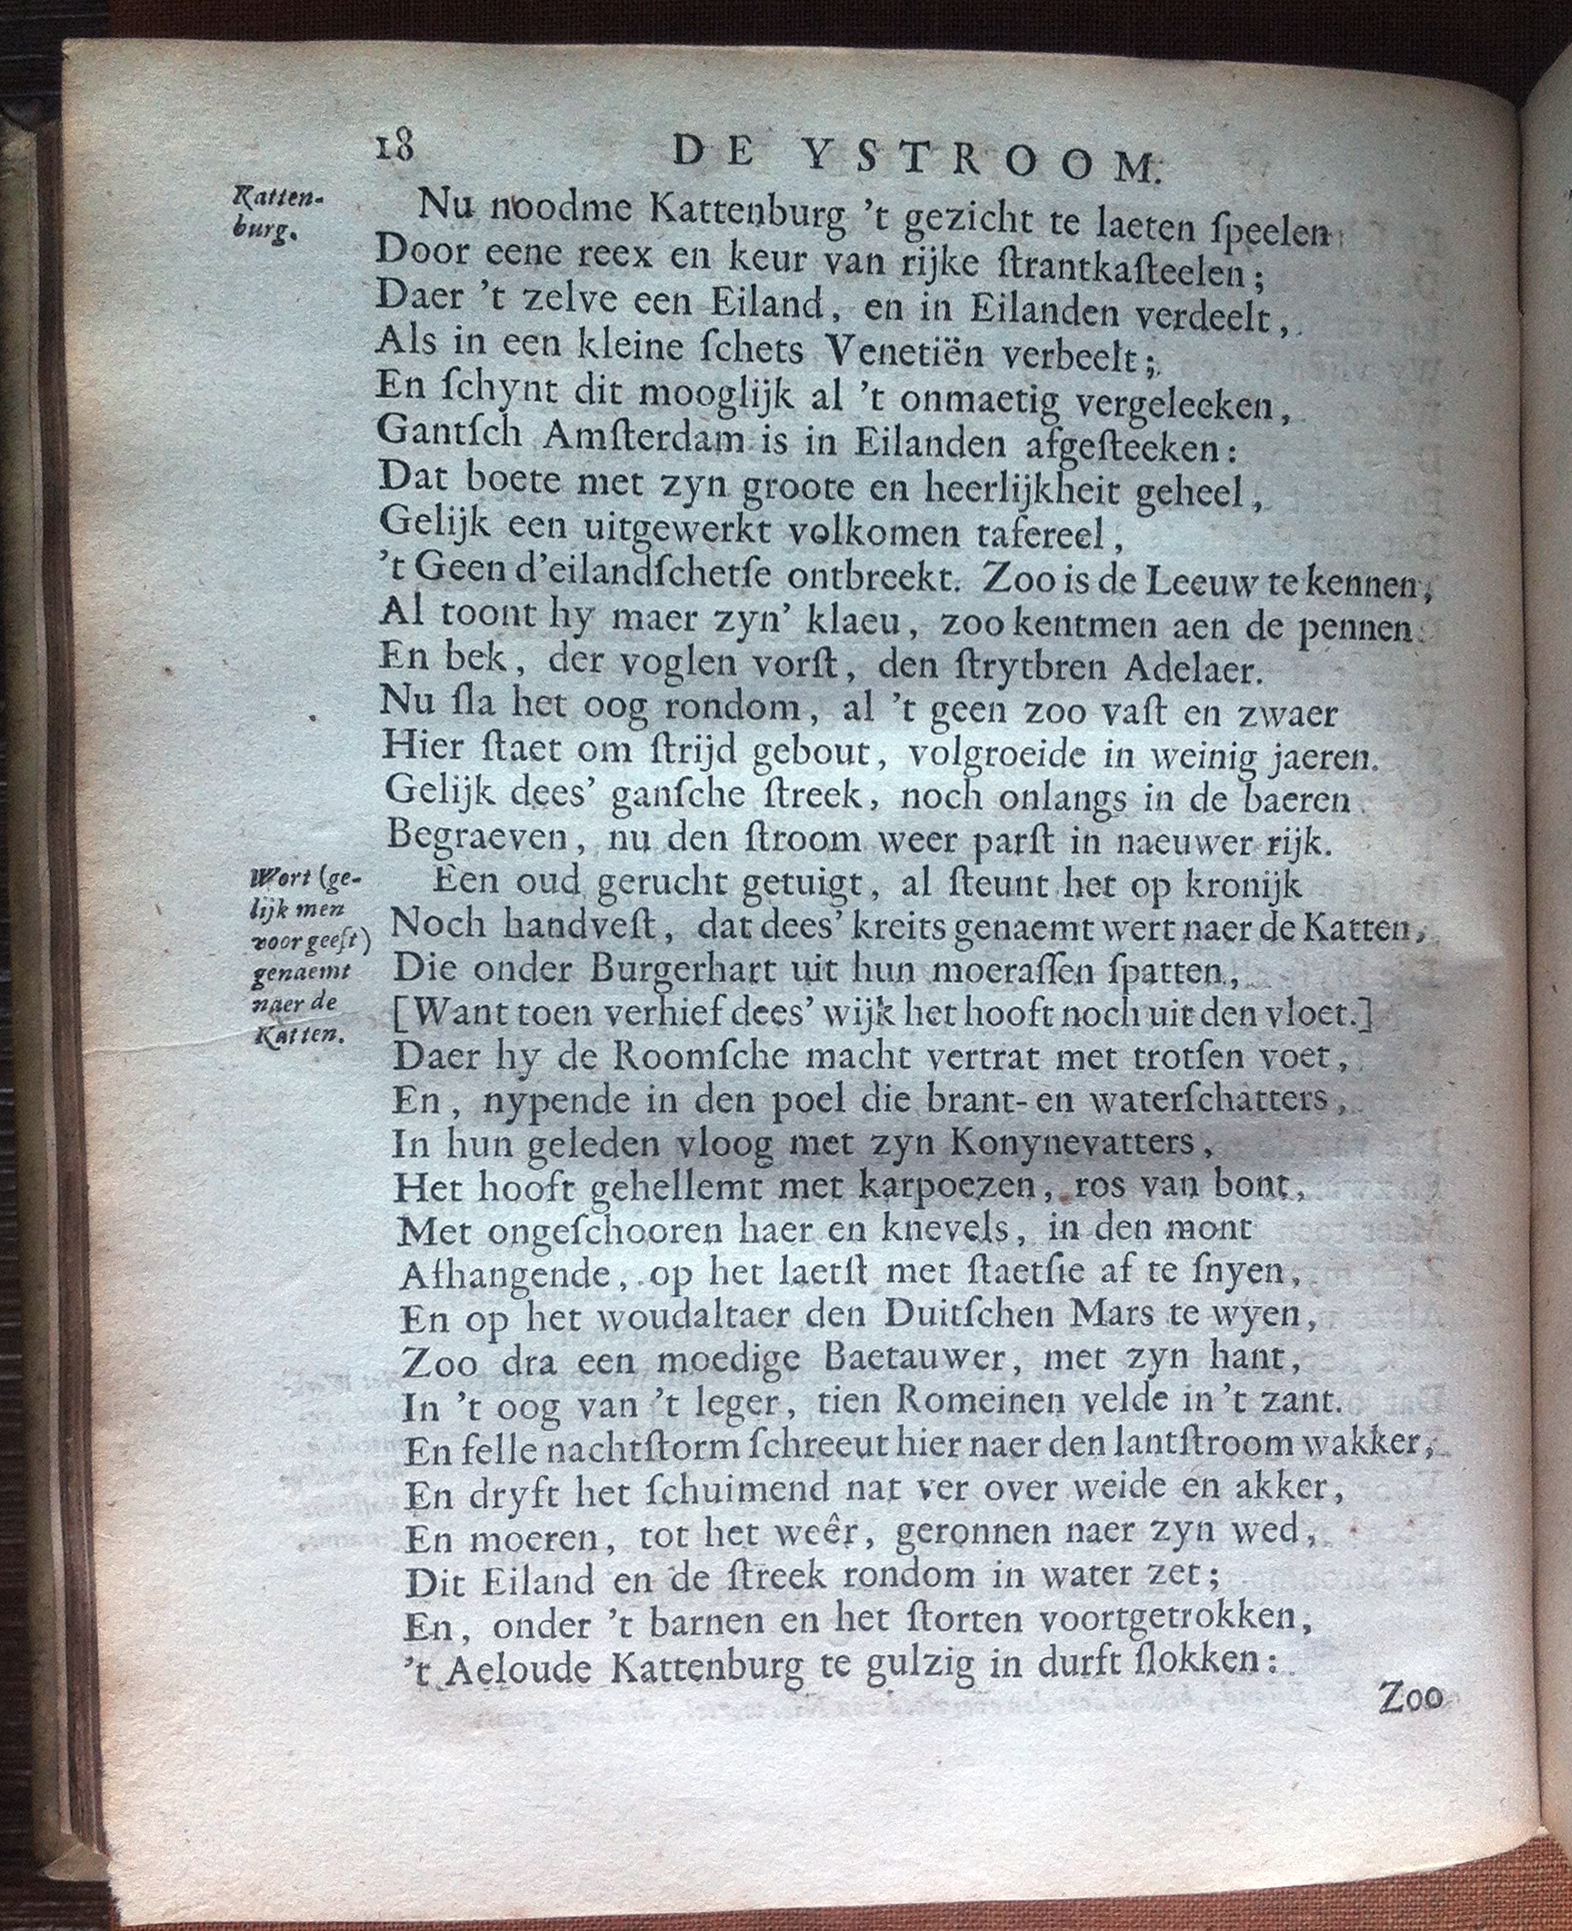 18 DE YSTROOM.
Katten-
burg.
Nu noodme Kattenburg 't gezicht te laeten ſpeelen
Door eene reex en keur van rijke ſtrantkaſteelen;
Daer 't zelve een Eiland, en in Eilanden verdeelt,
Als in een kleine ſchets Venetiën verbeelt;
En ſchynt dit mooglijk al 't onmaetig vergeleeken,
Gantſch Amſterdam is in Eilanden afgeſteeken:
Dat boete met zyn groote en heerlijkheit geheel,
Gelijk een uitgewerkt volkomen tafereel,
't Geen d'eilandſchetſe ontbreekt. Zoo is de Leeuw te kennen,
Al toont hy maer zyn' klaeu, zoo kentmen aen de pennen
En bek, der voglen vorſt, den ſtrytbren Adelaer.
Nu ſla het oog rondom, al 't geen zoo vaſt en zwaer
Hier ſtaet om ſtrijd gebout, volgroeide in weinig jaeren.
Gelijk dees' ganſche ſtreek, noch onlangs in de baeren
Begraeven, nu den ſtroom weer parſt in naeuwer rijk.
Wort (ge-
lijk men
voorgeeft)
genaemt
naer de
Katten.
Een oud gerucht getuigt, al ſteunt het op kronijk
Noch handveſt, dat dees' kreits genaemt wert naer de Katten,
Die onder Burgerhart uit hun moeraſſen ſpatten,
[Want toen verhief dees' wijk het hooft noch uit den vloet.]
Daer hy de Roomſche macht vertrat met trotſen voet,
En, nypende in den poel die brant- en waterſchatters,
In hun geleden vloog met zyn Konynevatters,
Het hooft gehellemt met karpoezen, ros van bont,
Met ongeſchooren haer en knevels, in den mont
Afhangende, op het laetſt met ſtaetſie af te ſnyen,
En op het woudaltaer den Duitſchen Mars te wyen,
Zoo dra een moedige Baetauwer, met zyn hant,
In 't oog van 't leger, tien Romeinen velde in 't zant.
En felle nachtſtorm ſchreeut hier naer den lantſtroom wakker,
En dryft het ſchuimend nat ver over weide en akker,
En moeren, tot het weêr, geronnen naer zyn wed,
Dit Eiland en de ſtreek rondom in water zet;
En, onder 't barnen en het ſtorten voortgetrokken,
't Aeloude Kattenburg te gulzig in durft ſlokken:
Zoo